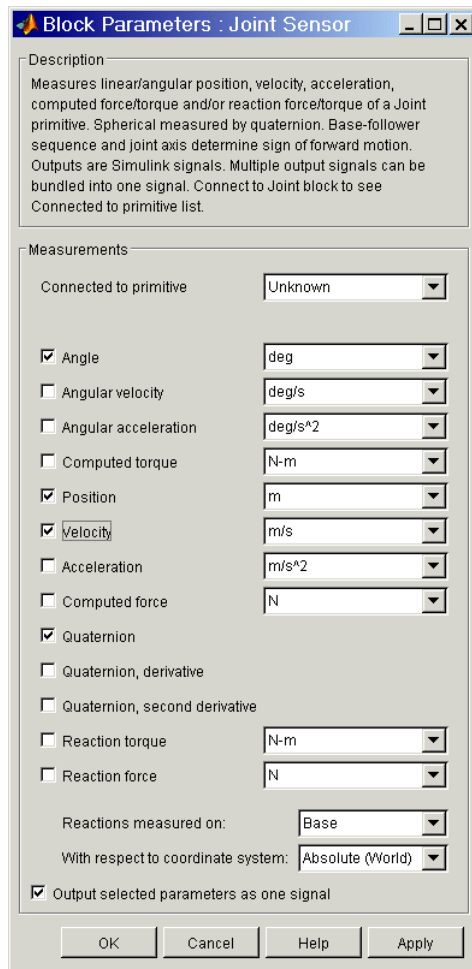 Block Parameters : Joint Sensor
Description
Measures linear/angular position, velocity, acceleration,
computed force/torque and/or reaction force/torque of a Joint
primitive. Spherical measured by quaternion. Base-follower
sequence and joint axis determine sign of forward motion.
Outputs are Simulink signals. Multiple output signals can be
bundled into one signal. Connect to Joint block to see
Connected to primitive list.
Measurements
Connected to primitive Unknown
Angle deg
Angular velocity deg/s
Angular acceleration deg/s^2
Computed torque N-m
Position m
Velocity m/s
Acceleration m/s^2
Computed force N
Quaternion
Quaternion, derivative
Quaternion, second derivative
Reaction torque N-m
Reaction force N
Reactions measured on: Base
With respect to coordinate system: Absolute (World)
Output selected parameters as one signal
OK Cancel Help Apply